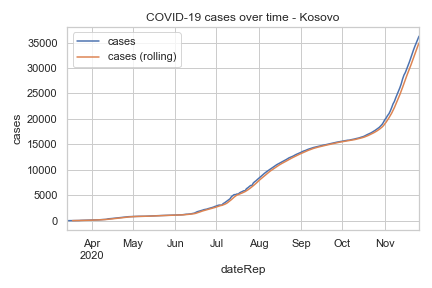 COVID-19 cases over time - Kosovo
cases
cases (rolling)
35000
30000
25000
20000
15000
10000
5000
0
cases
Apr May Jun Jul Aug Sep Oct Nov
2020
dateRep